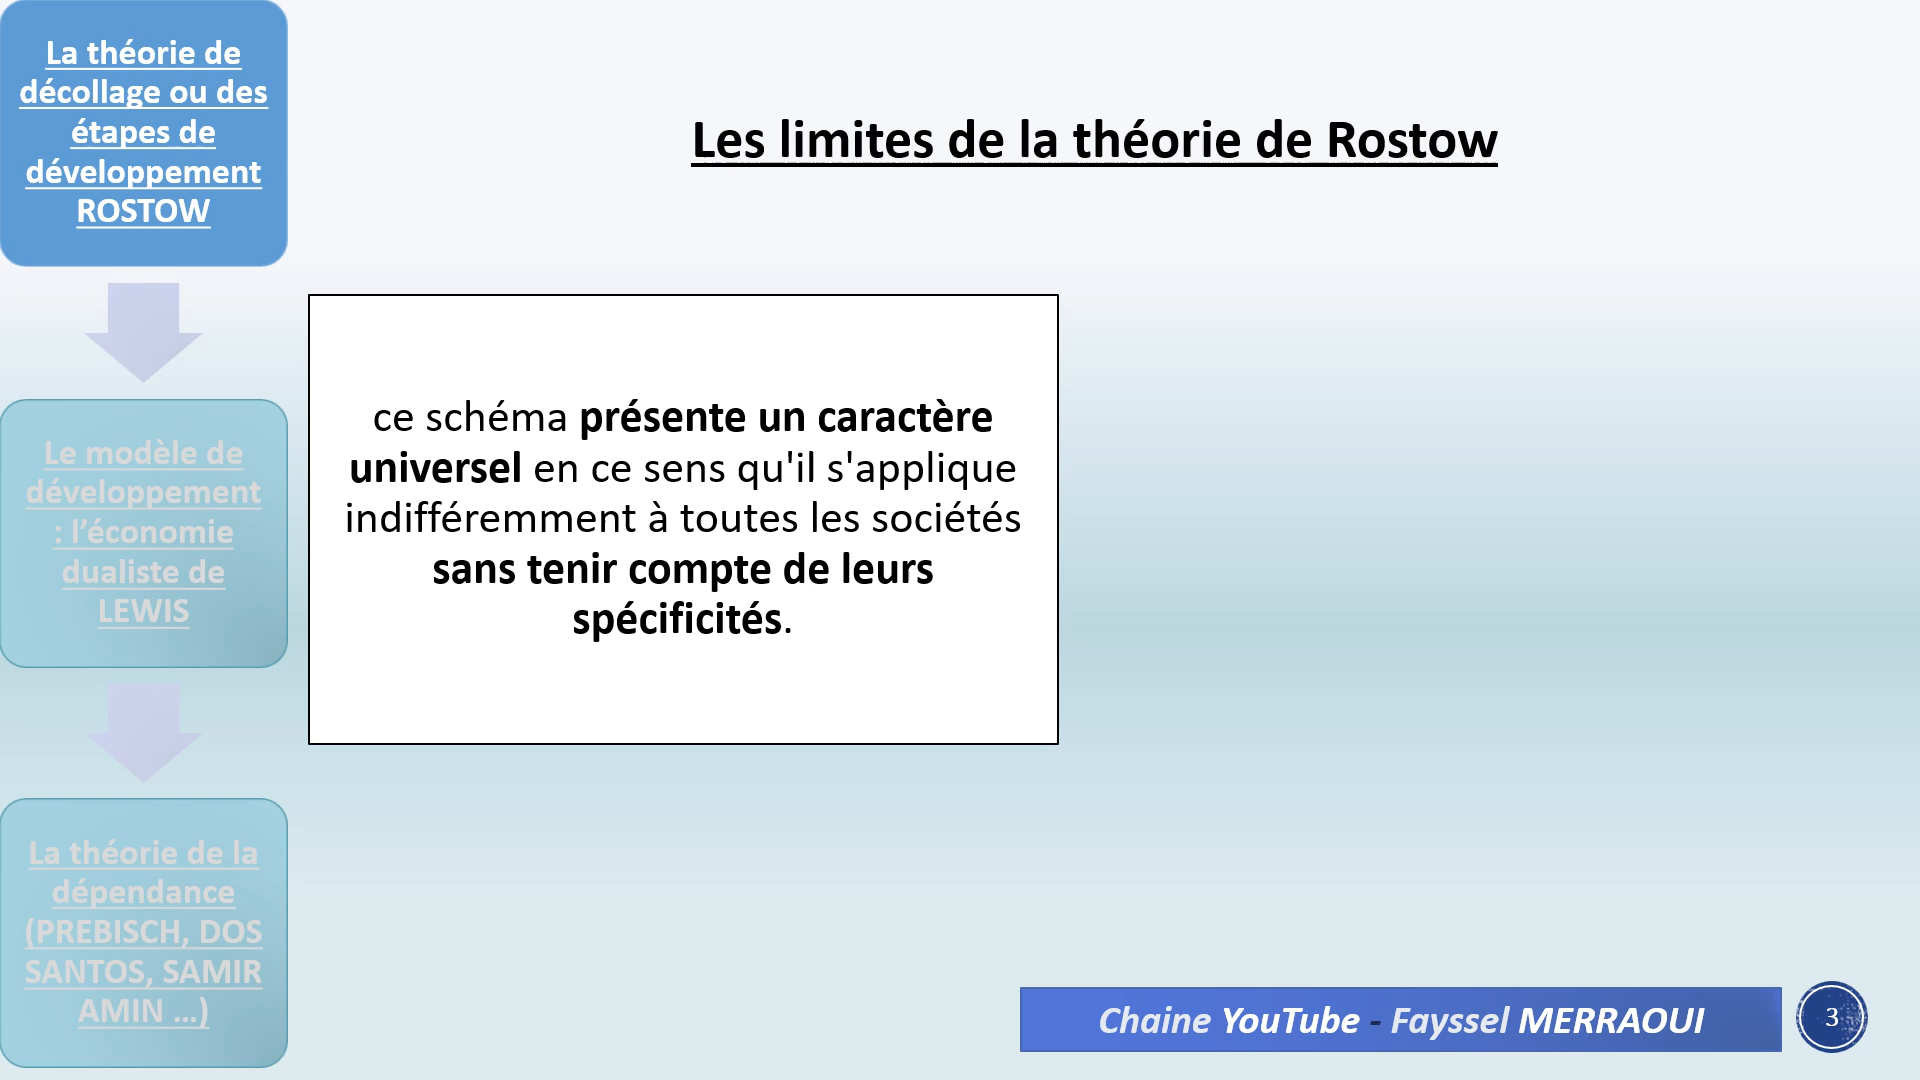 La théorie de
décollage ou des
étapes de
développement
ROSTOW
Le modèle de
développement
: l’économie
dualiste de
LEWIS
La théorie de la
dépendance
(PREBISCH, DOS
SANTOS, SAMIR
AMIN …)
Les limites de la théorie de Rostow
ce schéma présente un caractère
universel en ce sens qu'il s'applique
indifféremment à toutes les sociétés
sans tenir compte de leurs
spécificités.
Chaine YouTube - Fayssel MERRAOUI
3